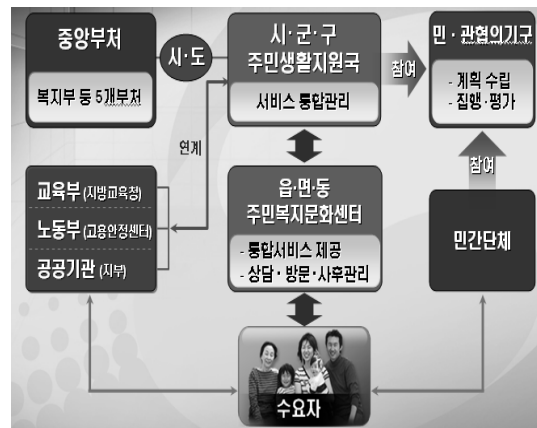 중앙부처
복지부 등 5개부처
시·도
시·군·구
주민생활지원국
서비스 통합관리
참여
민·관협의기구
- 계획 수립
- 집행·평가
연계
교육부 (지방교육청)
노동부 (고용안정센터)
공공기관 (지부)
읍·면·동
주민복지문화센터
- 통합서비스 제공
- 상담·방문·사후관리
참여
민간단체
수요자